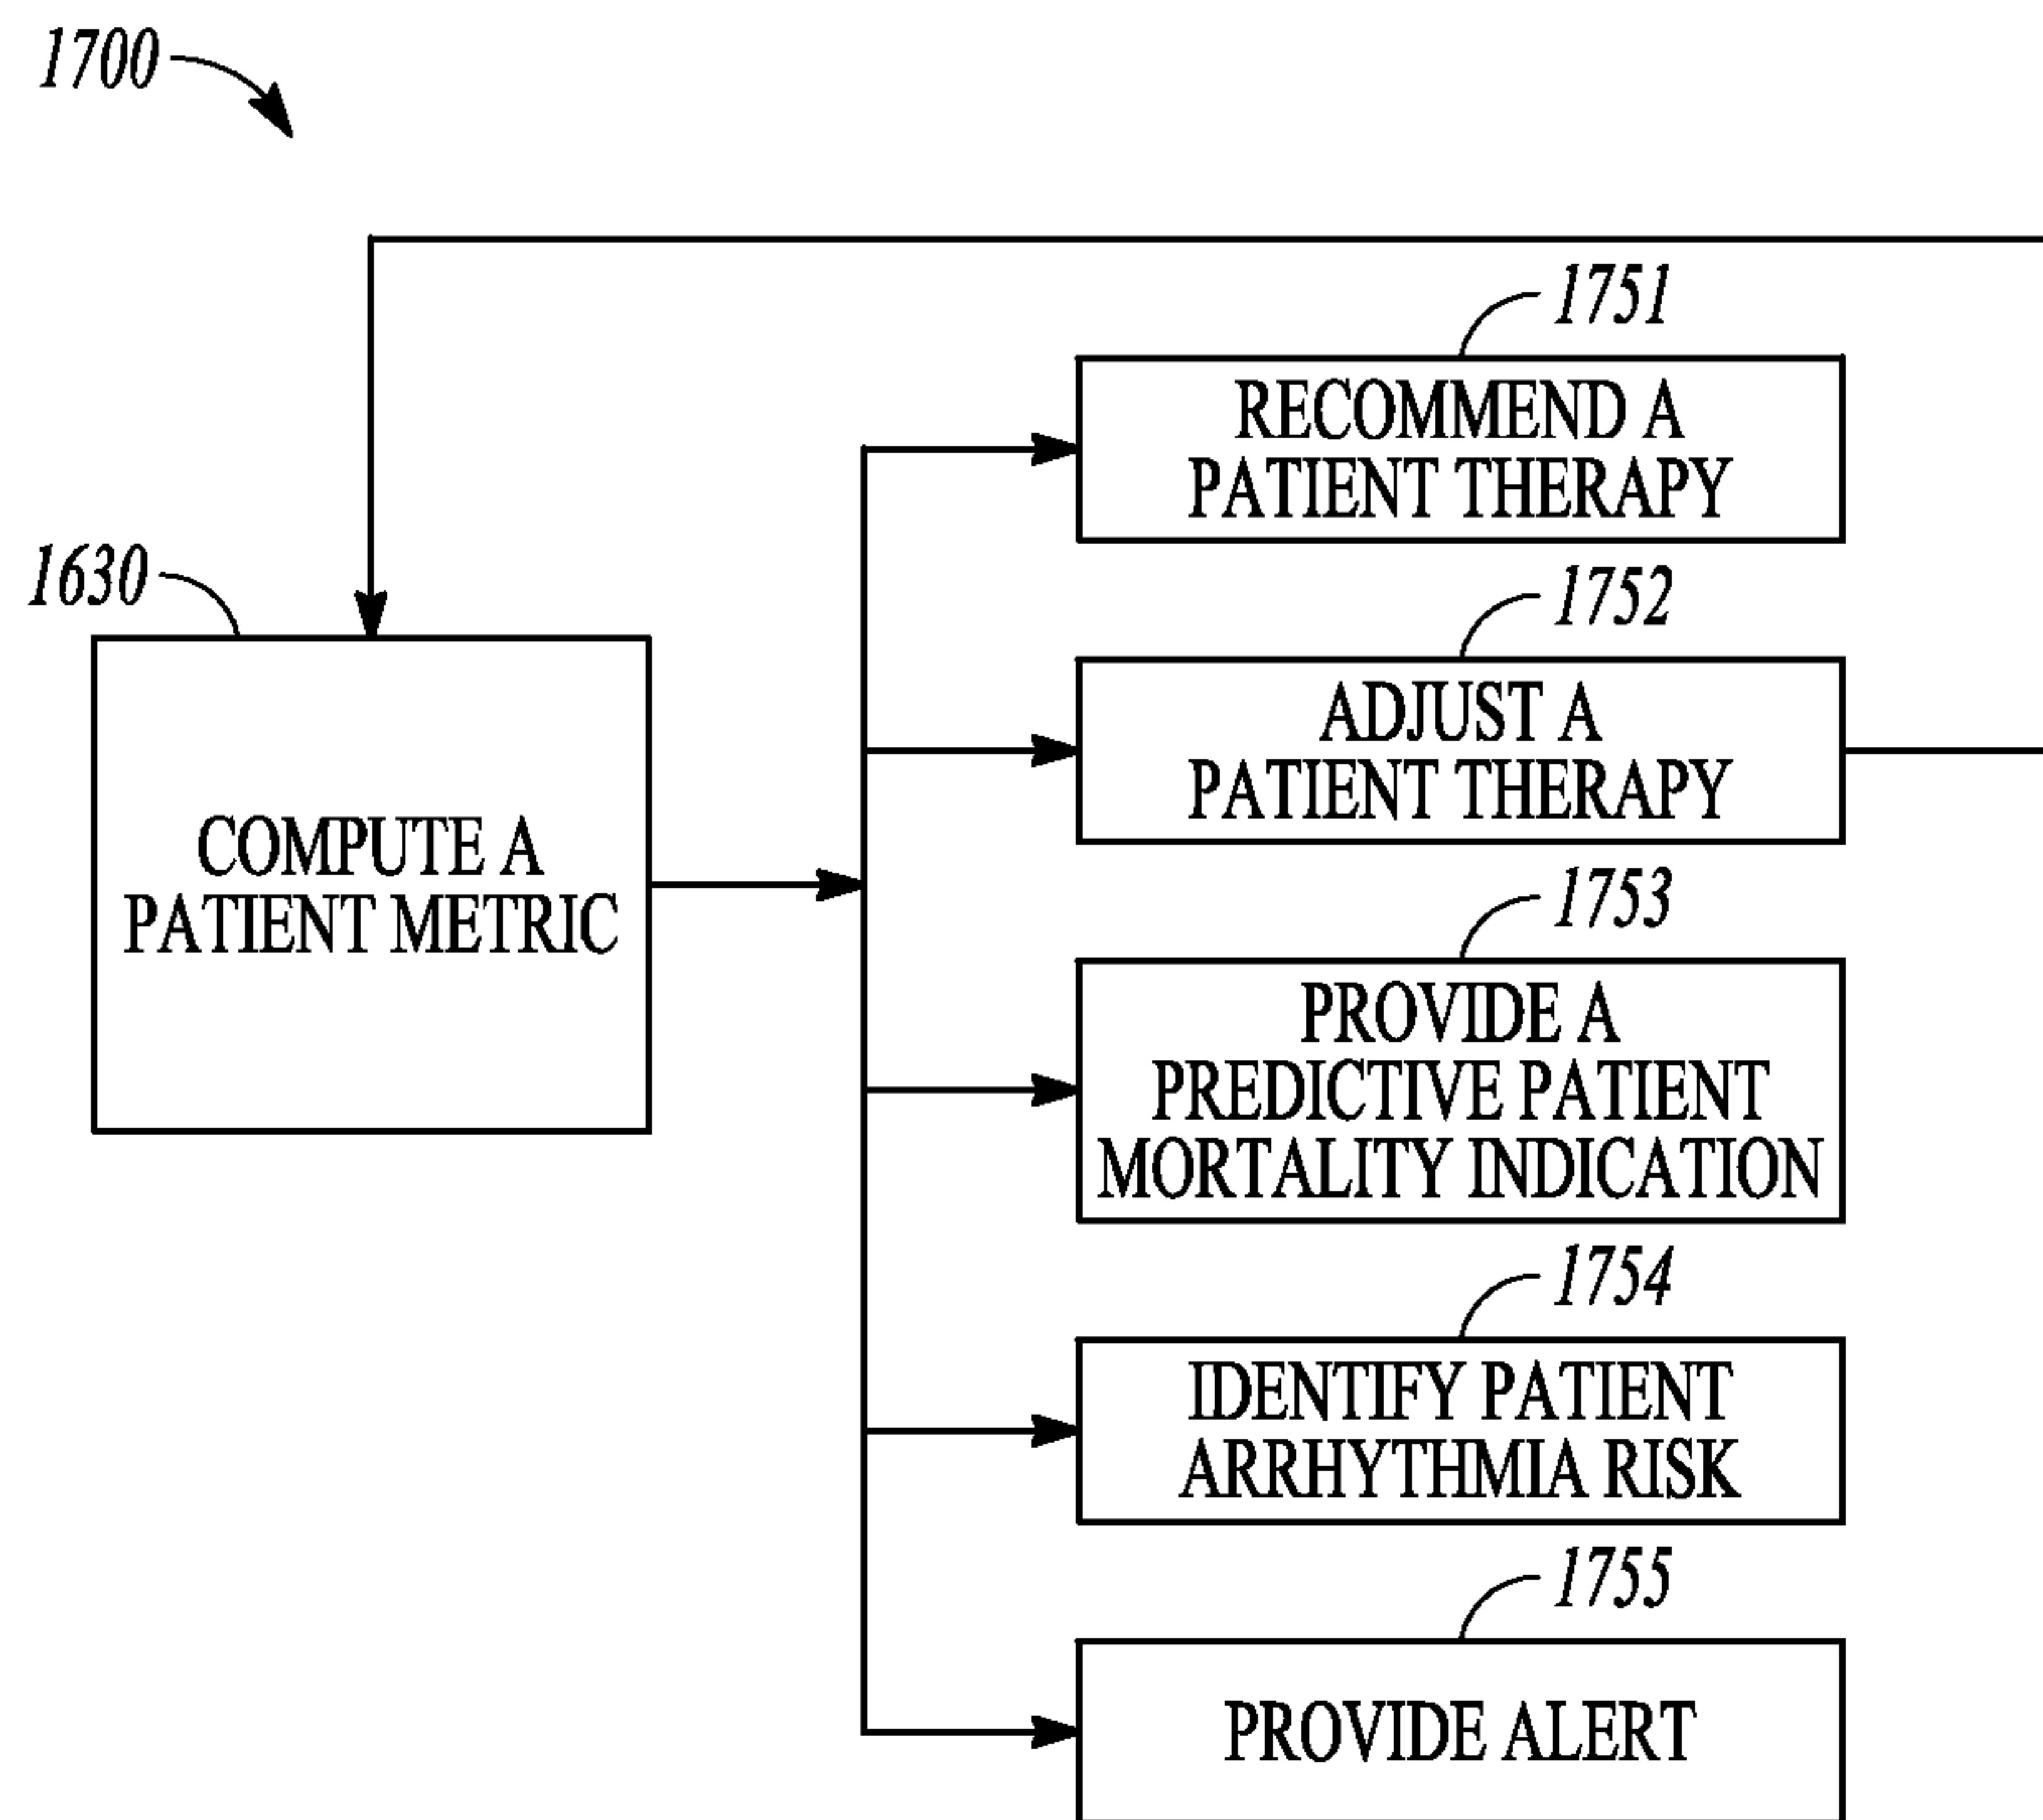 1700
1751
RECOMMEND A
PATIENT THERAPY
1630
1752
ADJUST A
PATIENT THERAPY
COMPUTE A
PATIENT METRIC
1753
PROVIDE A
PREDICTIVE PATIENT
MORTALITY INDICATION
1754
IDENTIFY PATIENT
ARRHYTHMIA RISK
1755
PROVIDE ALERT